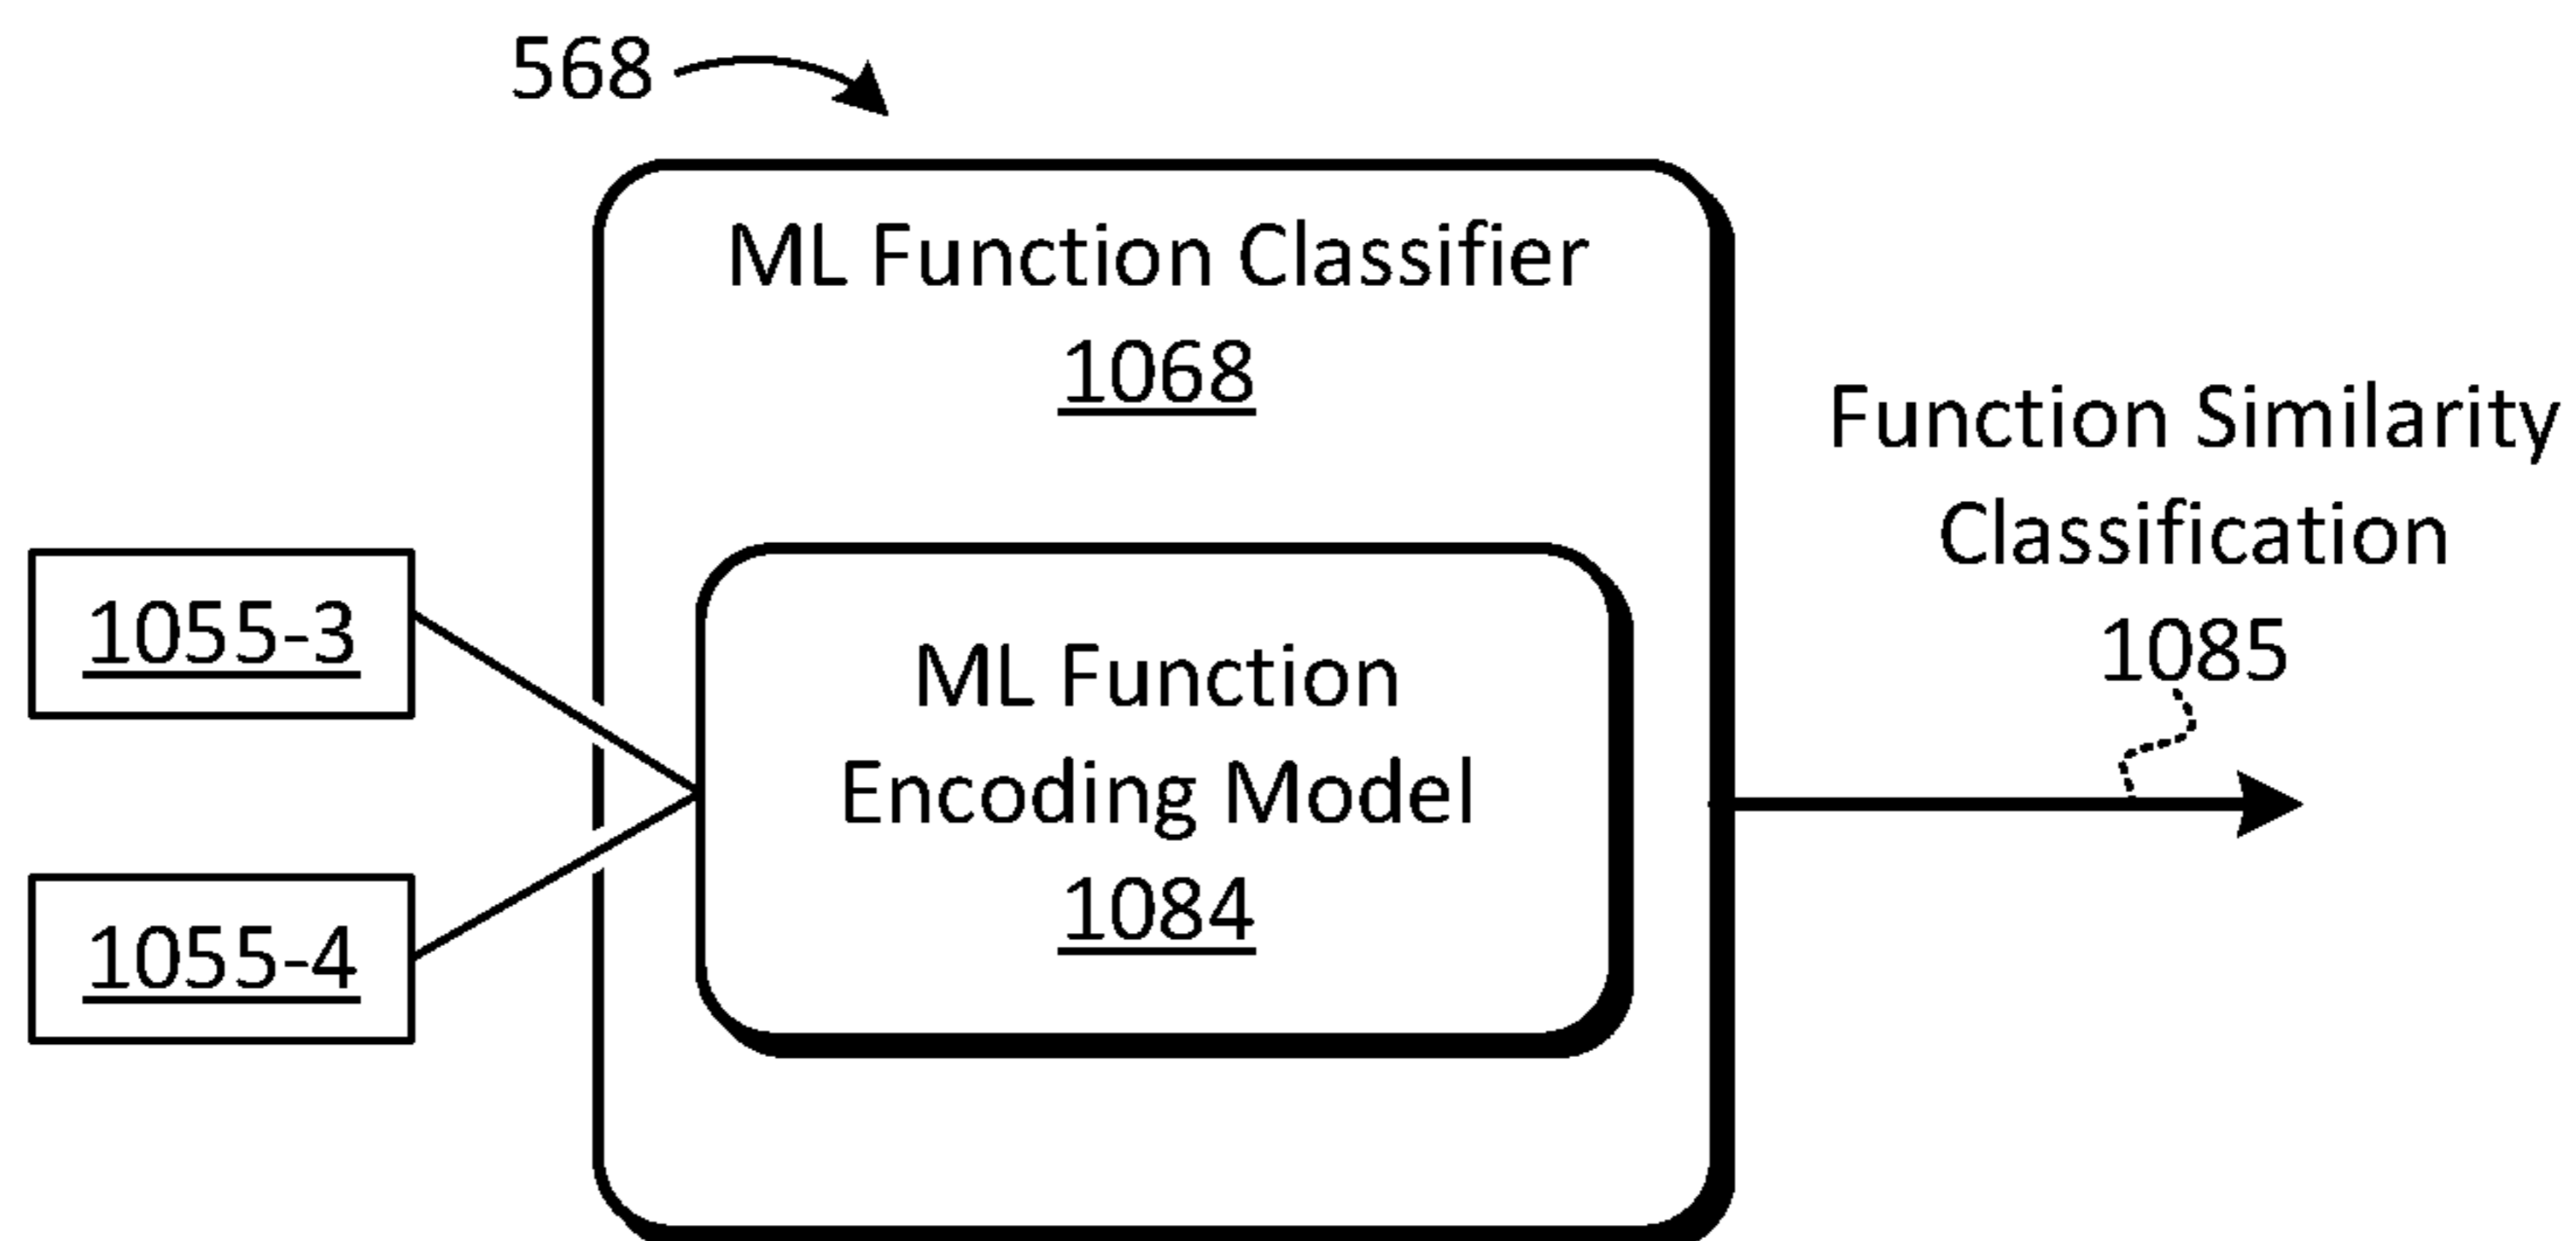 568
ML Function Classifier
1068
Function Similarity
Classification
1085
1055-3
1055-4
ML Function
Encoding Model
1084